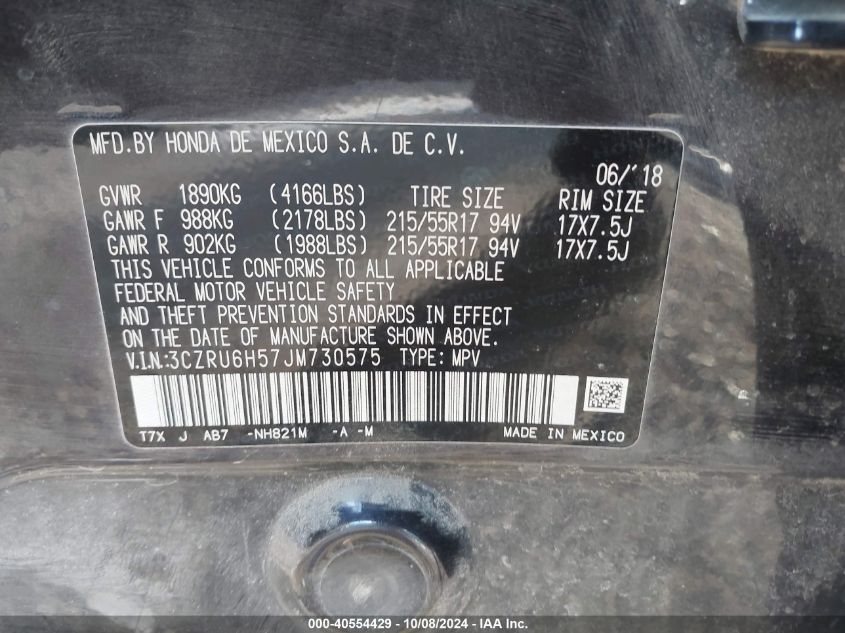 MFD.BY HONDA DE MEXICO S.A. DE C.V.
06/'18
GVWR 1890KG (4166LBS) TIRE SIZE RIM SIZE
GAWR F 988KG (2178LBS) 215/55R17 94V 17X7.5J
GAWR R 902KG (1988LBS) 215/55R17 94V 17X7.5J
THIS VEHICLE CONFORMS TO ALL APPLICABLE
FEDERAL MOTOR VEHICLE SAFETY
AND THEFT PREVENTION STANDARDS IN EFFECT
ON THE DATE OF MANUFACTURE SHOWN ABOVE.
V.I.N.:3CZRU6H57JM730575 TYPE: MPV
T7X J AB7 -NH821M -A -M MADE IN MEXICO
000-40554429 - 10/08/2024 - IAA Inc.